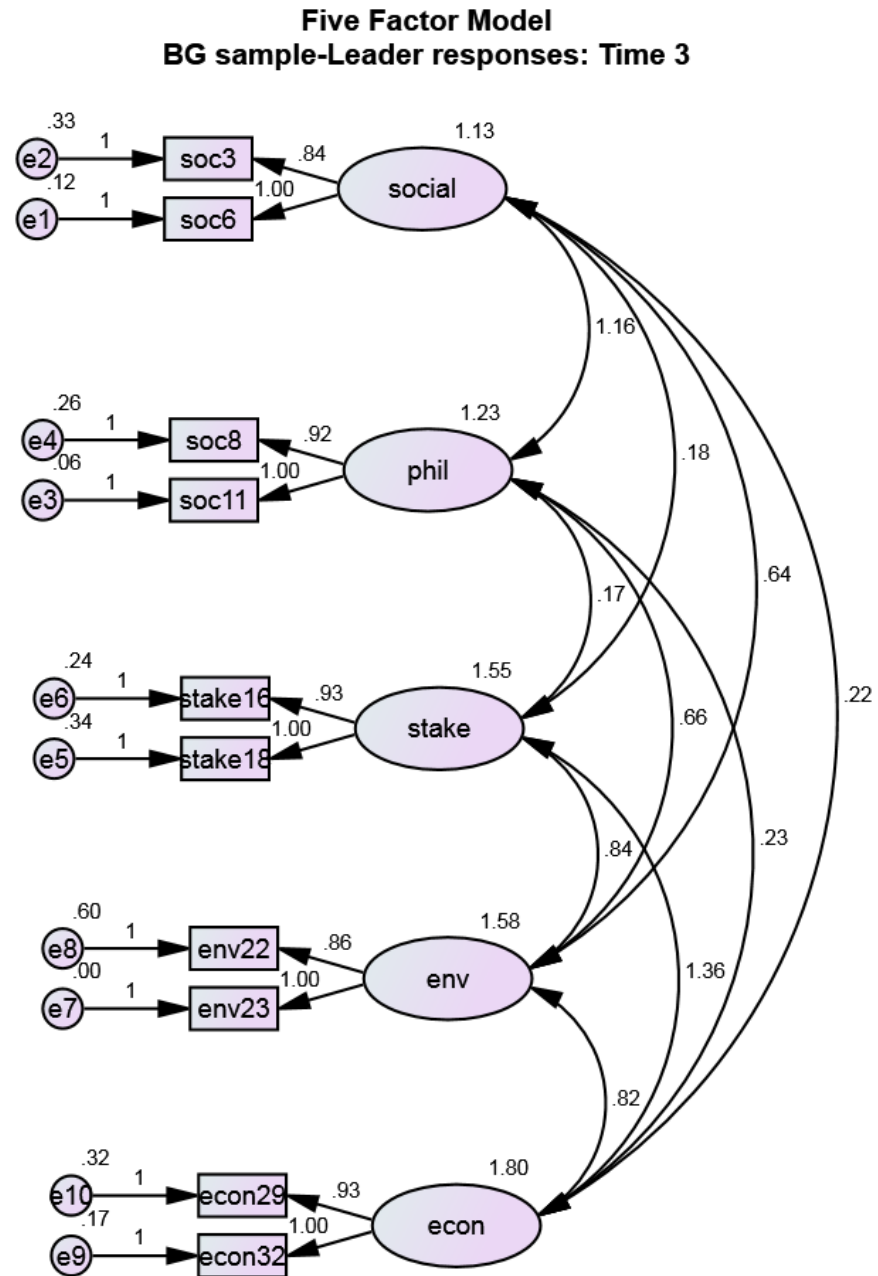 Five Factor Model
BG sample-Leader responses: Time 3
.33
1.13
e2
1
soc3
.84
social
.12
e1
1
soc6
1.00
1.16
.26
1.23
e4
1
soc8
.92
phil
.18
.06
e3
1
soc11
1.00
.64
.17
.24
1.55
e6
1
stake16
.93
stake
.22
.34
e5
1
stake18
1.00
.66
.84
.23
.60
1.58
e8
1
env22
.86
env
1.36
.00
e7
1
env23
1.00
.82
.32
1.80
e10
1
econ29
.93
econ
.17
e9
1
econ32
1.00